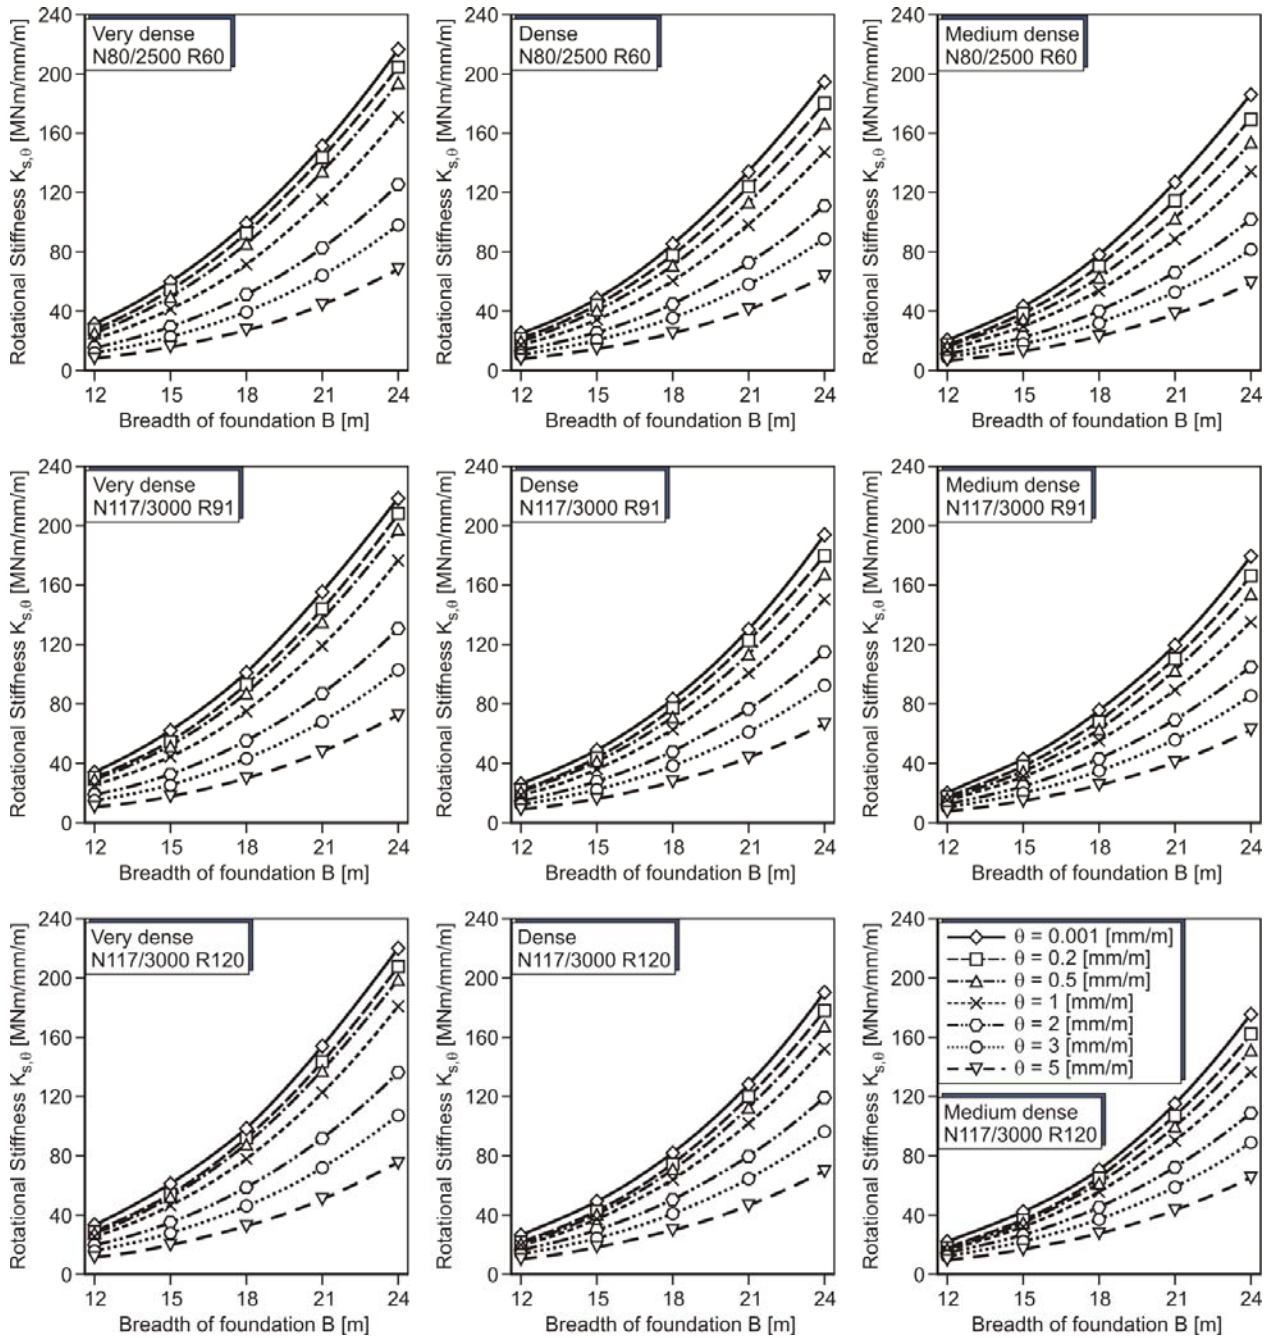 Rotational Stiffness Ks,θ [MNm/mm/m]
240
200
160
120
80
40
0
Very dense
N80/2500 R60
12 15 18 21 24
Breadth of foundation B [m]
Rotational Stiffness Ks,θ [MNm/mm/m]
240
200
160
120
80
40
0
Dense
N80/2500 R60
12 15 18 21 24
Breadth of foundation B [m]
Rotational Stiffness Ks,θ [MNm/mm/m]
240
200
160
120
80
40
0
Medium dense
N80/2500 R60
12 15 18 21 24
Breadth of foundation B [m]
Rotational Stiffness Ks,θ [MNm/mm/m]
240
200
160
120
80
40
0
Very dense
N117/3000 R91
12 15 18 21 24
Breadth of foundation B [m]
Rotational Stiffness Ks,θ [MNm/mm/m]
240
200
160
120
80
40
0
Dense
N117/3000 R91
12 15 18 21 24
Breadth of foundation B [m]
Rotational Stiffness Ks,θ [MNm/mm/m]
240
200
160
120
80
40
0
Medium dense
N117/3000 R91
12 15 18 21 24
Breadth of foundation B [m]
Rotational Stiffness Ks,θ [MNm/mm/m]
240
200
160
120
80
40
0
Very dense
N117/3000 R120
12 15 18 21 24
Breadth of foundation B [m]
Rotational Stiffness Ks,θ [MNm/mm/m]
240
200
160
120
80
40
0
Dense
N117/3000 R120
12 15 18 21 24
Breadth of foundation B [m]
Rotational Stiffness Ks,θ [MNm/mm/m]
240
200
160
120
80
40
0
θ = 0.001 [mm/m]
θ = 0.2 [mm/m]
θ = 0.5 [mm/m]
θ = 1 [mm/m]
θ = 2 [mm/m]
θ = 3 [mm/m]
θ = 5 [mm/m]
Medium dense
N117/3000 R120
12 15 18 21 24
Breadth of foundation B [m]